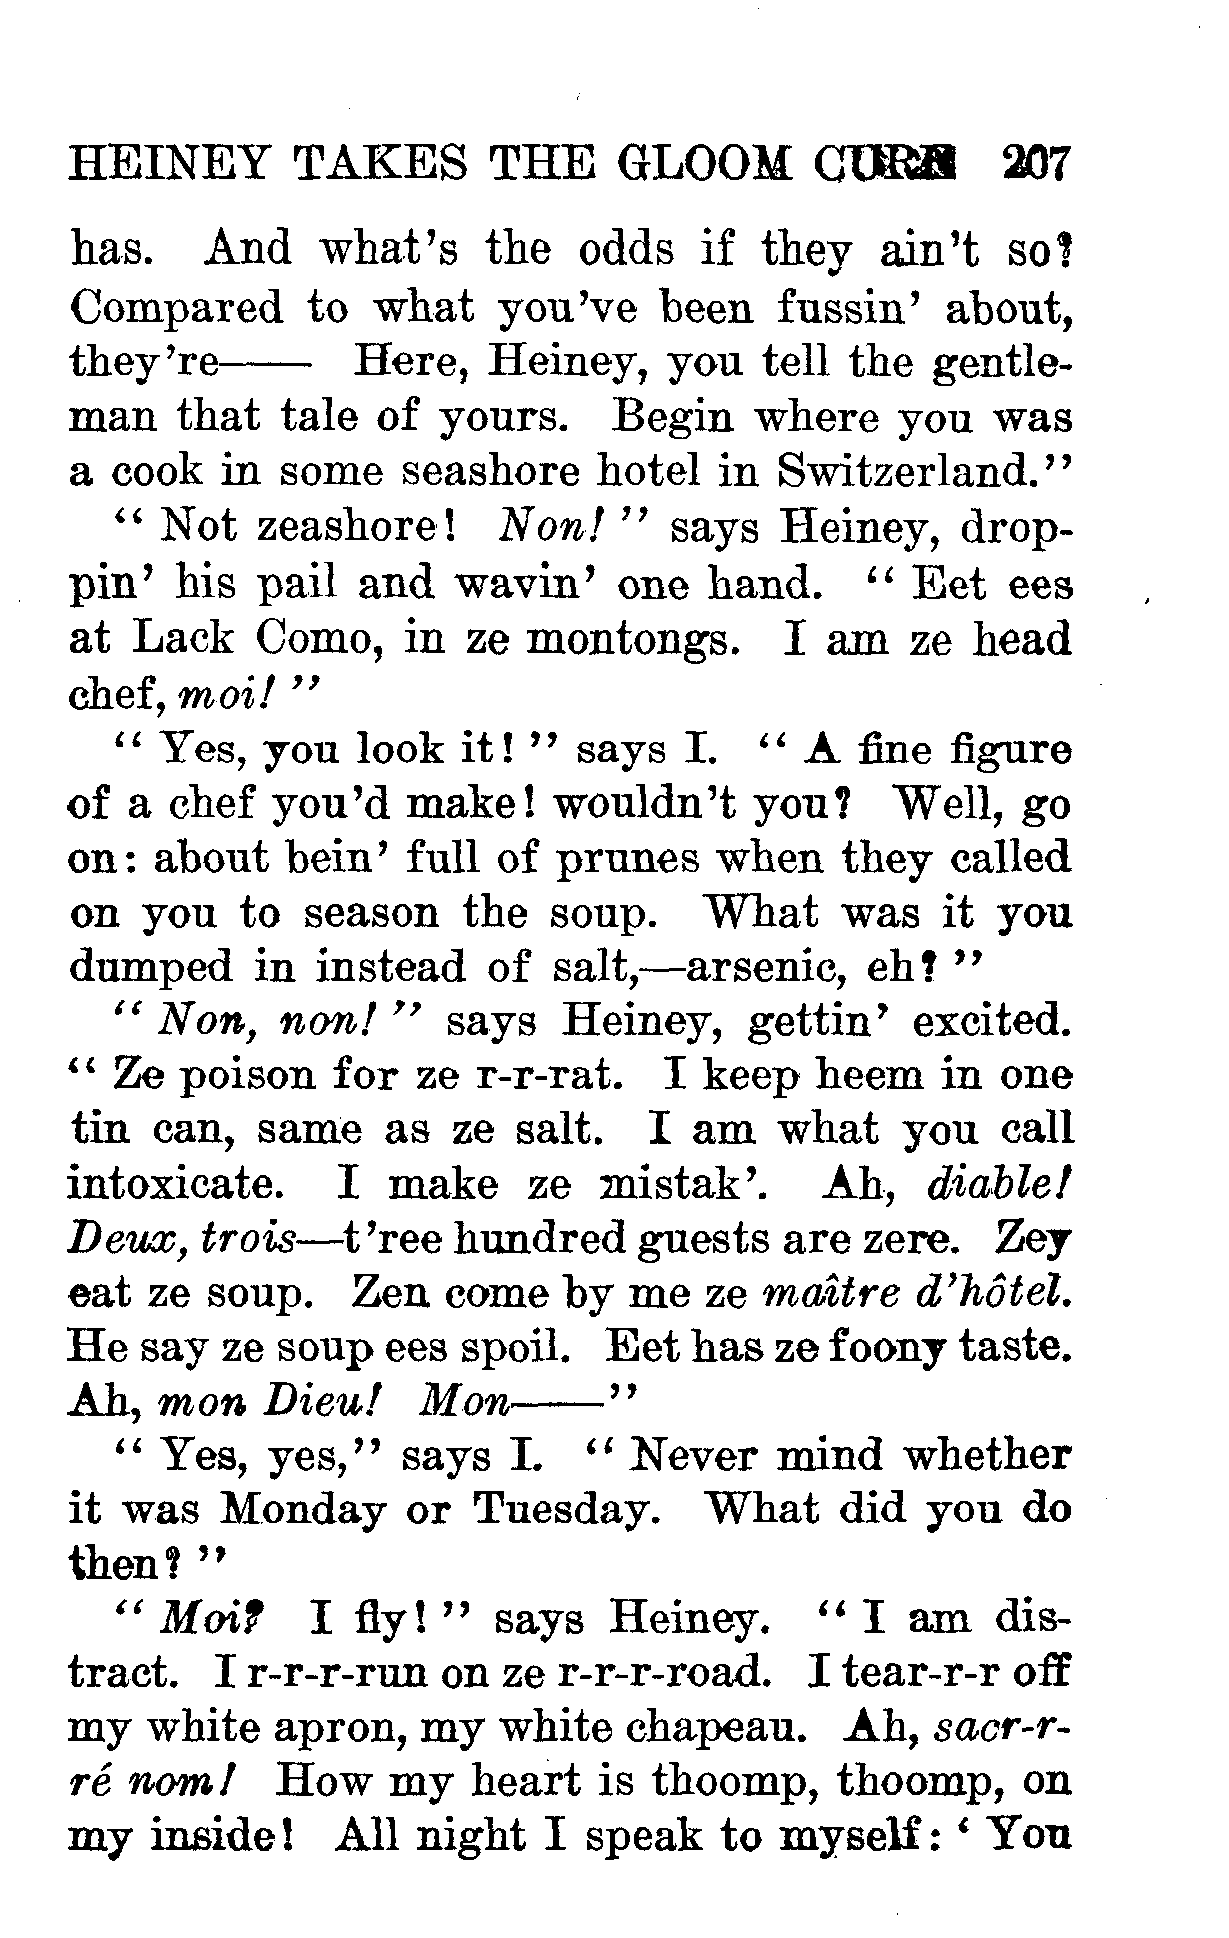 HEINEY TAKES THE GLOOM CURE 207
has. And what's the odds if they ain't so?
Compared to what you've been fussin' about,
they're—— Here, Heiney, you tell the gentle-
man that tale of yours. Begin where you was
a cook in some seashore hotel in Switzerland."
" Not zeashore! Non! " says Heiney, drop-
pin' his pail and wavin' one hand. " Eet ees
at Lack Como, in ze montongs. I am ze head
chef, moi! "
" Yes, you look it! " says I. " A fine figure
of a chef you'd make! wouldn't you? Well, go
on: about bein' full of prunes when they called
on you to season the soup. What was it you
dumped in instead of salt,—arsenic, eh? "
" Non, non! " says Heiney, gettin' excited.
" Ze poison for ze r-r-rat. I keep heem in one
tin can, same as ze salt. I am what you call
intoxicate. I make ze mistak'. Ah, diable!
Deux, trois—t'ree hundred guests are zere. Zey
eat ze soup. Zen come by me ze maître d'hôtel.
He say ze soup ees spoil. Eet has ze foony taste.
Ah, mon Dieu! Mon——"
" Yes, yes," says I. " Never mind whether
it was Monday or Tuesday. What did you do
then? "
" Moi? I fly! " says Heiney. " I am dis-
tract. I r-r-r-run on ze r-r-r-road. I tear-r-r off
my white apron, my white chapeau. Ah, sacr-r-
ré nom! How my heart is thoomp, thoomp, on
my inside! All night I speak to myself: ' You